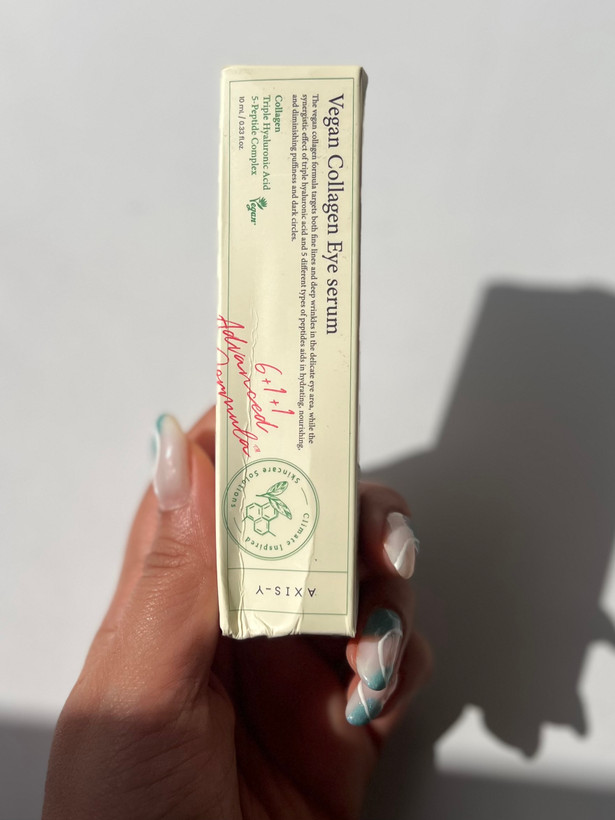 Vegan Collagen Eye serum
The vegan collagen formula targets both fine lines and deep wrinkles in the delicate eye area, while the
synergistic effect of triple hyaluronic acid and 5 different types of peptides aids in hydrating, nourishing,
and diminishing puffiness and dark circles.
Collagen
Triple Hyaluronic Acid
5-Peptide Complex
Vegan
10 ml / 0.33 fl.oz.
6+1+1
Advanced
Formula
Climate Inspired
Skincare Solutions
AXIS-Y